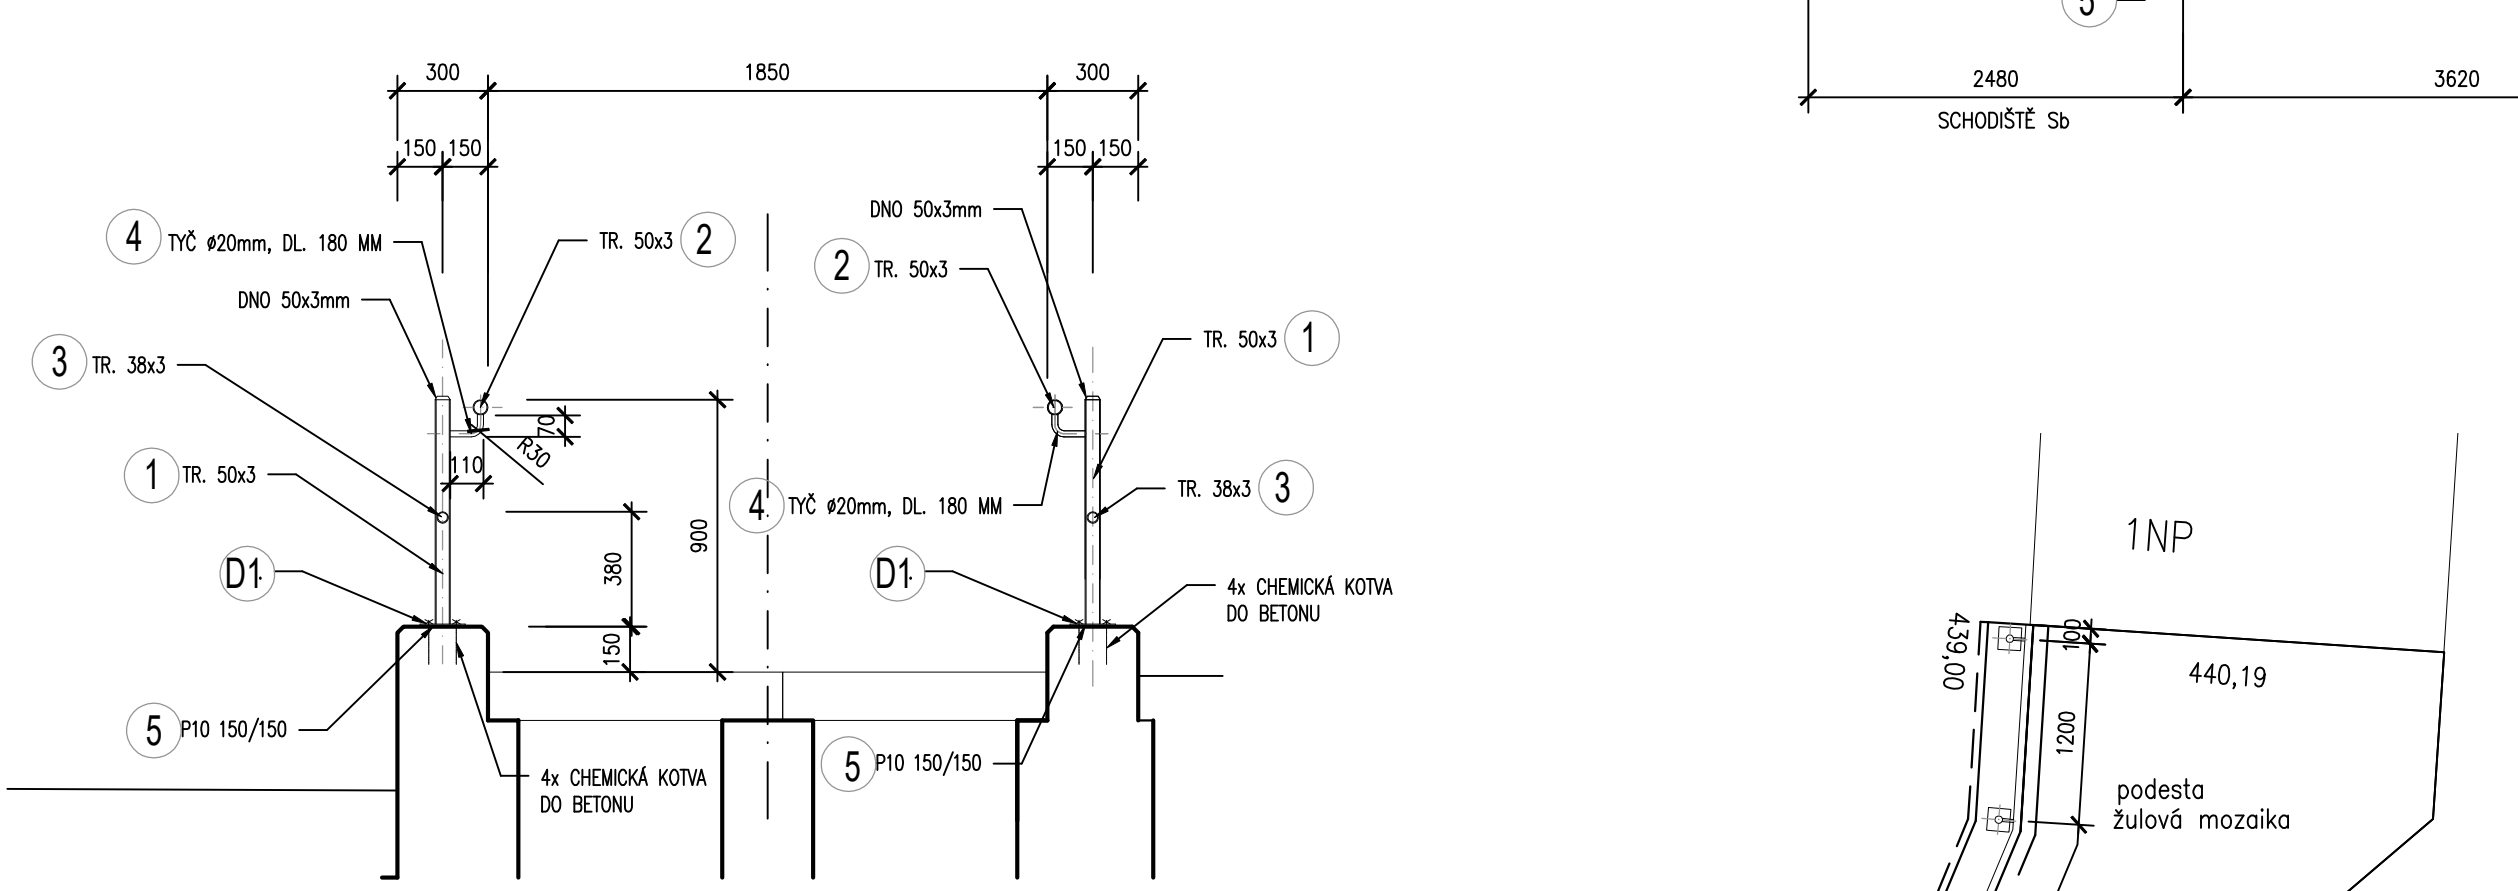 5
300
1850
300
2480
3620
SCHODIŠTĚ Sb
150
150
150
150
DNO 50x3mm
4 TYČ ø20mm, DL. 180 MM
TR. 50x3 2
2 TR. 50x3
DNO 50x3mm
TR. 50x3 1
3 TR. 38x3
70
R30
110
1 TR. 50x3
TR. 38x3 3
4 TYČ ø20mm, DL. 180 MM
900
380
1NP
D1.
D1.
4x CHEMICKÁ KOTVA
DO BETONU
150
439,00
100
440,19
5 P10 150/150
1200
5 P10 150/150
4x CHEMICKÁ KOTVA
DO BETONU
podesta
žulová mozaika